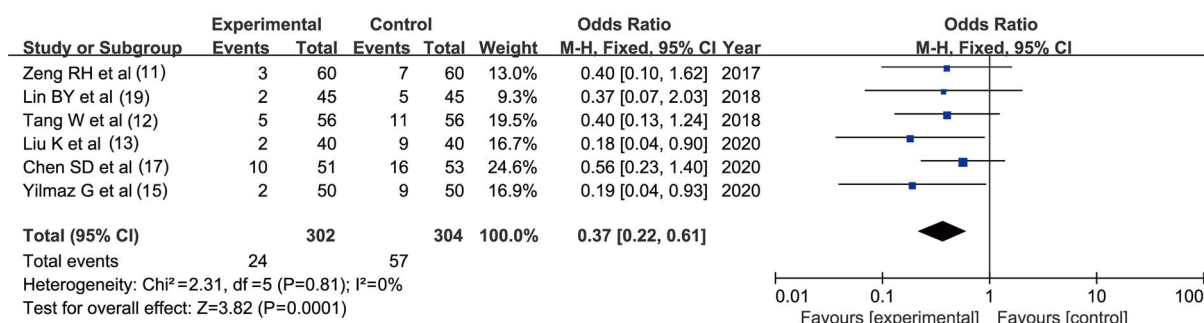 Experimental Control Odds Ratio Odds Ratio
Study or Subgroup Events Total Events Total Weight M-H, Fixed, 95% CI Year M-H, Fixed, 95% CI
Zeng RH et al (11) 3 60 7 60 13.0% 0.40 [0.10, 1.62] 2017
Lin BY et al (19) 2 45 5 45 9.3% 0.37 [0.07, 2.03] 2018
Tang W et al (12) 5 56 11 56 19.5% 0.40 [0.13, 1.24] 2018
Liu K et al (13) 2 40 9 40 16.7% 0.18 [0.04, 0.90] 2020
Chen SD et al (17) 10 51 16 53 24.6% 0.56 [0.23, 1.40] 2020
Yilmaz G et al (15) 2 50 9 50 16.9% 0.19 [0.04, 0.93] 2020
Total (95% CI) 302 304 100.0% 0.37 [0.22, 0.61]
Total events 24 57
Heterogeneity: Chi²=2.31, df=5 (P=0.81); I²=0%
Test for overall effect: Z=3.82 (P=0.0001)
0.01 0.1 1 10 100
Favours [experimental] Favours [control]